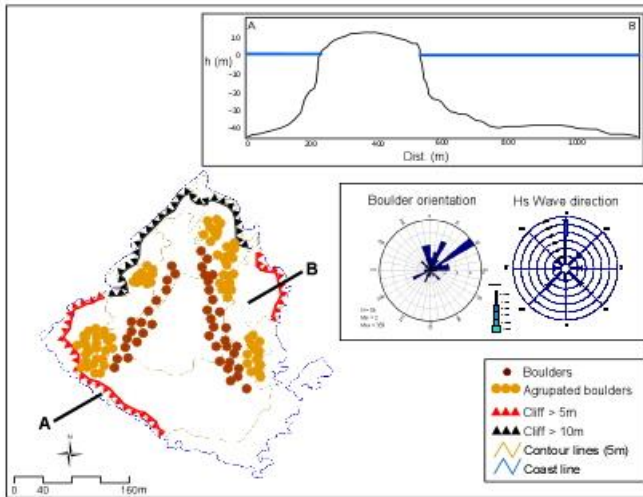 A B
h (m)
10
0
-10
-20
-30
-40
0 200 400 600 800 1000
Dist. (m)
Boulder orientation Hs Wave direction
B
A
N
0 40 160m
Boulders
Agrupated boulders
Cliff > 5m
Cliff > 10m
Contour lines (5m)
Coast line